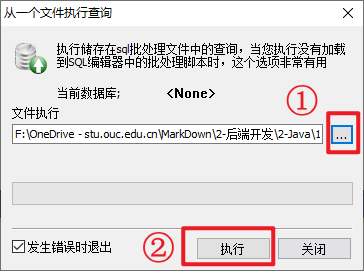 从一个文件执行查询
执行储存在sql批处理文件中的查询，当您执行没有加载
到SQL编辑器中的批处理脚本时，这个选项非常有用
当前数据库; <None>
①
文件执行
F:\OneDrive - stu.ouc.edu.cn\MarkDown\2-后端开发\2-Java\1
...
②
发生错误时退出
执行
关闭